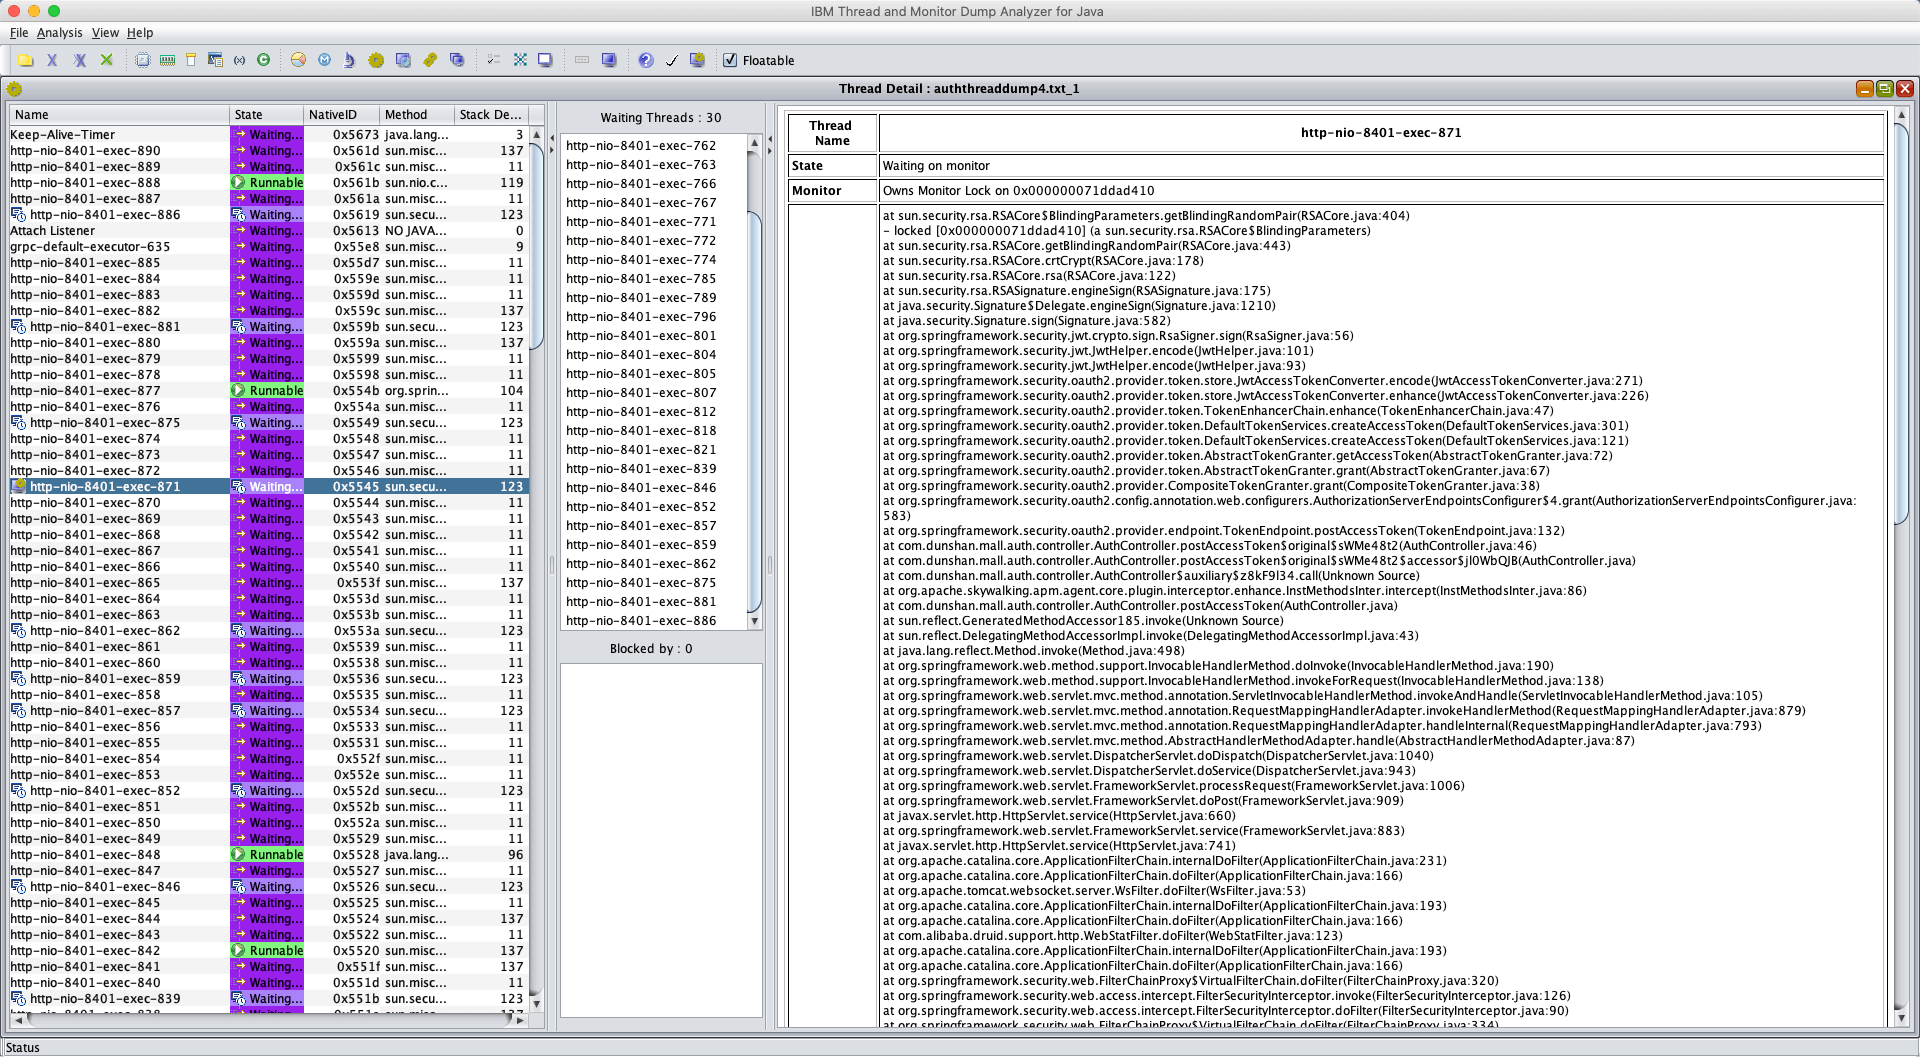 IBM Thread and Monitor Dump Analyzer for Java
File Analysis View Help
Floatable
Thread Detail : auththreaddump4.txt_1
Name State NativeID Method Stack De...
Keep-Alive-Timer Waiting... 0x5673 java.lang... 3
http-nio-8401-exec-890 Waiting... 0x561d sun.misc... 137
http-nio-8401-exec-889 Waiting... 0x561c sun.misc... 11
http-nio-8401-exec-888 Runnable 0x561b sun.nio.c... 119
http-nio-8401-exec-887 Waiting... 0x561a sun.misc... 11
http-nio-8401-exec-886 Waiting... 0x5619 sun.secu... 123
Attach Listener Waiting... 0x5613 NO JAVA... 0
grpc-default-executor-635 Waiting... 0x55e8 sun.misc... 9
http-nio-8401-exec-885 Waiting... 0x55d7 sun.misc... 11
http-nio-8401-exec-884 Waiting... 0x559e sun.misc... 11
http-nio-8401-exec-883 Waiting... 0x559d sun.misc... 11
http-nio-8401-exec-882 Waiting... 0x559c sun.misc... 137
http-nio-8401-exec-881 Waiting... 0x559b sun.secu... 123
http-nio-8401-exec-880 Waiting... 0x559a sun.misc... 137
http-nio-8401-exec-879 Waiting... 0x5599 sun.misc... 11
http-nio-8401-exec-878 Waiting... 0x5598 sun.misc... 11
http-nio-8401-exec-877 Runnable 0x554b org.sprin... 104
http-nio-8401-exec-876 Waiting... 0x554a sun.misc... 11
http-nio-8401-exec-875 Waiting... 0x5549 sun.secu... 123
http-nio-8401-exec-874 Waiting... 0x5548 sun.misc... 11
http-nio-8401-exec-873 Waiting... 0x5547 sun.misc... 11
http-nio-8401-exec-872 Waiting... 0x5546 sun.misc... 11
http-nio-8401-exec-871 Waiting... 0x5545 sun.secu... 123
http-nio-8401-exec-870 Waiting... 0x5544 sun.misc... 11
http-nio-8401-exec-869 Waiting... 0x5543 sun.misc... 11
http-nio-8401-exec-868 Waiting... 0x5542 sun.misc... 11
http-nio-8401-exec-867 Waiting... 0x5541 sun.misc... 11
http-nio-8401-exec-866 Waiting... 0x5540 sun.misc... 11
http-nio-8401-exec-865 Waiting... 0x553f sun.misc... 137
http-nio-8401-exec-864 Waiting... 0x553d sun.misc... 11
http-nio-8401-exec-863 Waiting... 0x553b sun.misc... 11
http-nio-8401-exec-862 Waiting... 0x553a sun.secu... 123
http-nio-8401-exec-861 Waiting... 0x5539 sun.misc... 11
http-nio-8401-exec-860 Waiting... 0x5538 sun.misc... 11
http-nio-8401-exec-859 Waiting... 0x5536 sun.secu... 123
http-nio-8401-exec-858 Waiting... 0x5535 sun.misc... 11
http-nio-8401-exec-857 Waiting... 0x5534 sun.secu... 123
http-nio-8401-exec-856 Waiting... 0x5533 sun.misc... 11
http-nio-8401-exec-855 Waiting... 0x5531 sun.misc... 11
http-nio-8401-exec-854 Waiting... 0x552f sun.misc... 11
http-nio-8401-exec-853 Waiting... 0x552e sun.misc... 11
http-nio-8401-exec-852 Waiting... 0x552d sun.secu... 123
http-nio-8401-exec-851 Waiting... 0x552b sun.misc... 11
http-nio-8401-exec-850 Waiting... 0x552a sun.misc... 11
http-nio-8401-exec-849 Waiting... 0x5529 sun.misc... 11
http-nio-8401-exec-848 Runnable 0x5528 java.lang... 96
http-nio-8401-exec-847 Waiting... 0x5527 sun.misc... 11
http-nio-8401-exec-846 Waiting... 0x5526 sun.secu... 123
http-nio-8401-exec-845 Waiting... 0x5525 sun.misc... 11
http-nio-8401-exec-844 Waiting... 0x5524 sun.misc... 137
http-nio-8401-exec-843 Waiting... 0x5522 sun.misc... 11
http-nio-8401-exec-842 Runnable 0x5520 sun.misc... 137
http-nio-8401-exec-841 Waiting... 0x551f sun.misc... 137
http-nio-8401-exec-840 Waiting... 0x551d sun.misc... 11
http-nio-8401-exec-839 Waiting... 0x551b sun.secu... 123
Waiting Threads : 30
http-nio-8401-exec-762
http-nio-8401-exec-763
http-nio-8401-exec-766
http-nio-8401-exec-767
http-nio-8401-exec-771
http-nio-8401-exec-772
http-nio-8401-exec-774
http-nio-8401-exec-785
http-nio-8401-exec-789
http-nio-8401-exec-796
http-nio-8401-exec-801
http-nio-8401-exec-804
http-nio-8401-exec-805
http-nio-8401-exec-807
http-nio-8401-exec-812
http-nio-8401-exec-818
http-nio-8401-exec-821
http-nio-8401-exec-839
http-nio-8401-exec-846
http-nio-8401-exec-852
http-nio-8401-exec-857
http-nio-8401-exec-859
http-nio-8401-exec-862
http-nio-8401-exec-875
http-nio-8401-exec-881
http-nio-8401-exec-886
Blocked by : 0
Thread Name http-nio-8401-exec-871
State Waiting on monitor
Monitor Owns Monitor Lock on 0x000000071ddad410
at sun.security.rsa.RSACore$BlindingParameters.getBlindingRandomPair(RSACore.java:404)
- locked [0x000000071ddad410] (a sun.security.rsa.RSACore$BlindingParameters)
at sun.security.rsa.RSACore.getBlindingRandomPair(RSACore.java:443)
at sun.security.rsa.RSACore.crtCrypt(RSACore.java:178)
at sun.security.rsa.RSACore.rsa(RSACore.java:122)
at sun.security.rsa.RSASignature.engineSign(RSASignature.java:175)
at java.security.Signature$Delegate.engineSign(Signature.java:1210)
at java.security.Signature.sign(Signature.java:582)
at org.springframework.security.jwt.crypto.sign.RsaSigner.sign(RsaSigner.java:56)
at org.springframework.security.jwt.JwtHelper.encode(JwtHelper.java:101)
at org.springframework.security.jwt.JwtHelper.encode(JwtHelper.java:93)
at org.springframework.security.oauth2.provider.token.store.JwtAccessTokenConverter.encode(JwtAccessTokenConverter.java:271)
at org.springframework.security.oauth2.provider.token.store.JwtAccessTokenConverter.enhance(JwtAccessTokenConverter.java:226)
at org.springframework.security.oauth2.provider.token.TokenEnhancerChain.enhance(TokenEnhancerChain.java:47)
at org.springframework.security.oauth2.provider.token.DefaultTokenServices.createAccessToken(DefaultTokenServices.java:301)
at org.springframework.security.oauth2.provider.token.DefaultTokenServices.createAccessToken(DefaultTokenServices.java:121)
at org.springframework.security.oauth2.provider.token.AbstractTokenGranter.getAccessToken(AbstractTokenGranter.java:72)
at org.springframework.security.oauth2.provider.token.AbstractTokenGranter.grant(AbstractTokenGranter.java:67)
at org.springframework.security.oauth2.provider.CompositeTokenGranter.grant(CompositeTokenGranter.java:38)
at org.springframework.security.oauth2.config.annotation.web.configurers.AuthorizationServerEndpointsConfigurer$4.grant(AuthorizationServerEndpointsConfigurer.java:
583)
at org.springframework.security.oauth2.provider.endpoint.TokenEndpoint.postAccessToken(TokenEndpoint.java:132)
at com.dunshan.mall.auth.controller.AuthController.postAccessToken$original$sWMe48t2(AuthController.java:46)
at com.dunshan.mall.auth.controller.AuthController.postAccessToken$original$sWMe48t2$accessor$jl0WbQJB(AuthController.java)
at com.dunshan.mall.auth.controller.AuthController$auxiliary$z8kF9l34.call(Unknown Source)
at org.apache.skywalking.apm.agent.core.plugin.interceptor.enhance.InstMethodsInter.intercept(InstMethodsInter.java:86)
at com.dunshan.mall.auth.controller.AuthController.postAccessToken(AuthController.java)
at sun.reflect.GeneratedMethodAccessor185.invoke(Unknown Source)
at sun.reflect.DelegatingMethodAccessorImpl.invoke(DelegatingMethodAccessorImpl.java:43)
at java.lang.reflect.Method.invoke(Method.java:498)
at org.springframework.web.method.support.InvocableHandlerMethod.doInvoke(InvocableHandlerMethod.java:190)
at org.springframework.web.method.support.InvocableHandlerMethod.invokeForRequest(InvocableHandlerMethod.java:138)
at org.springframework.web.servlet.mvc.method.annotation.ServletInvocableHandlerMethod.invokeAndHandle(ServletInvocableHandlerMethod.java:105)
at org.springframework.web.servlet.mvc.method.annotation.RequestMappingHandlerAdapter.invokeHandlerMethod(RequestMappingHandlerAdapter.java:879)
at org.springframework.web.servlet.mvc.method.annotation.RequestMappingHandlerAdapter.handleInternal(RequestMappingHandlerAdapter.java:793)
at org.springframework.web.servlet.mvc.method.AbstractHandlerMethodAdapter.handle(AbstractHandlerMethodAdapter.java:87)
at org.springframework.web.servlet.DispatcherServlet.doDispatch(DispatcherServlet.java:1040)
at org.springframework.web.servlet.DispatcherServlet.doService(DispatcherServlet.java:943)
at org.springframework.web.servlet.FrameworkServlet.processRequest(FrameworkServlet.java:1006)
at org.springframework.web.servlet.FrameworkServlet.doPost(FrameworkServlet.java:909)
at javax.servlet.http.HttpServlet.service(HttpServlet.java:660)
at org.springframework.web.servlet.FrameworkServlet.service(FrameworkServlet.java:883)
at javax.servlet.http.HttpServlet.service(HttpServlet.java:741)
at org.apache.catalina.core.ApplicationFilterChain.internalDoFilter(ApplicationFilterChain.java:231)
at org.apache.catalina.core.ApplicationFilterChain.doFilter(ApplicationFilterChain.java:166)
at org.apache.tomcat.websocket.server.WsFilter.doFilter(WsFilter.java:53)
at org.apache.catalina.core.ApplicationFilterChain.internalDoFilter(ApplicationFilterChain.java:193)
at org.apache.catalina.core.ApplicationFilterChain.doFilter(ApplicationFilterChain.java:166)
at com.alibaba.druid.support.http.WebStatFilter.doFilter(WebStatFilter.java:123)
at org.apache.catalina.core.ApplicationFilterChain.internalDoFilter(ApplicationFilterChain.java:193)
at org.apache.catalina.core.ApplicationFilterChain.doFilter(ApplicationFilterChain.java:166)
at org.springframework.security.web.FilterChainProxy$VirtualFilterChain.doFilter(FilterChainProxy.java:320)
at org.springframework.security.web.access.intercept.FilterSecurityInterceptor.invoke(FilterSecurityInterceptor.java:126)
at org.springframework.security.web.access.intercept.FilterSecurityInterceptor.doFilter(FilterSecurityInterceptor.java:90)
at org.springframework.security.web.FilterChainProxy$VirtualFilterChain.doFilter(FilterChainProxy.java:334)
Status